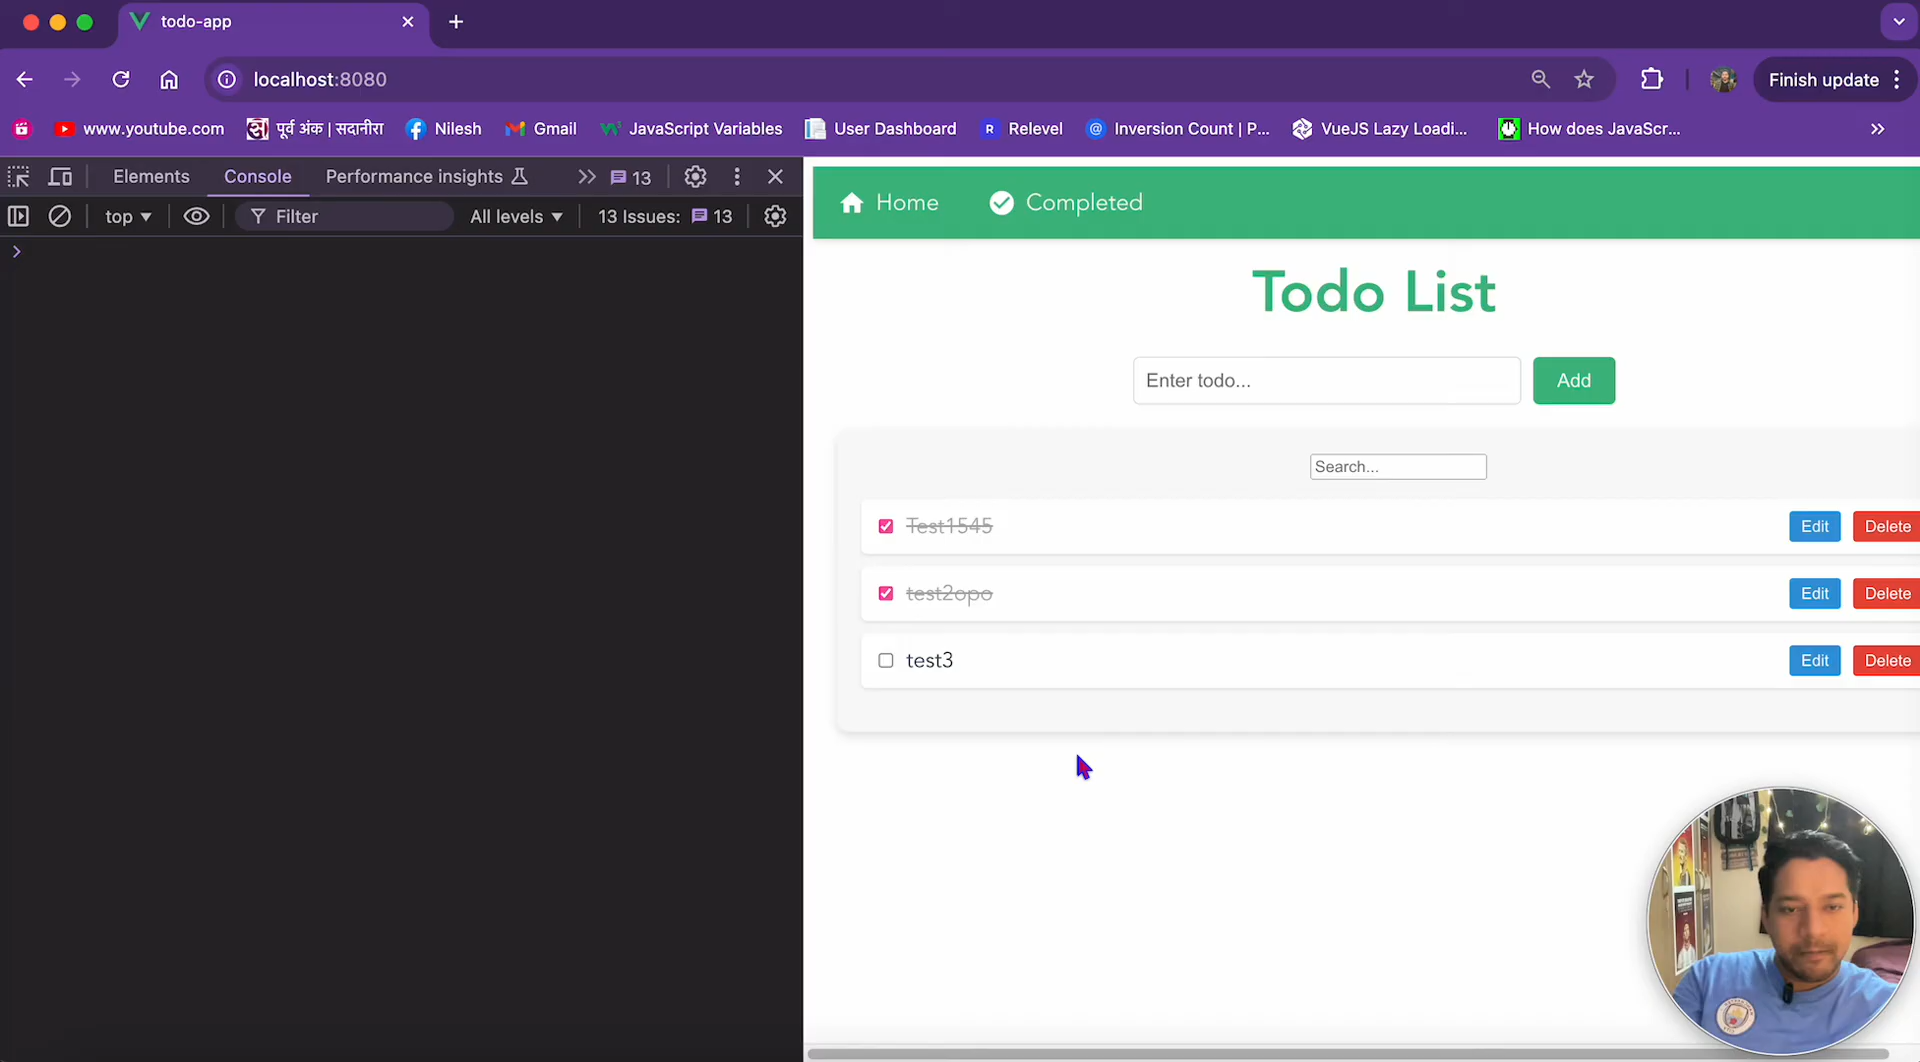 todo-app
localhost:8080
Finish update
www.youtube.com
पूर्व अंक | सदानीरा
Nilesh
Gmail
JavaScript Variables
User Dashboard
R Relevel
@ Inversion Count | P...
VueJS Lazy Loadi...
How does JavaScr...
Elements
Console
Performance insights
13
top
Filter
All levels
13 Issues:
13
Home
Completed
Todo List
Enter todo...
Add
Search...
Test1545
Edit
Delete
test2opo
Edit
Delete
test3
Edit
Delete